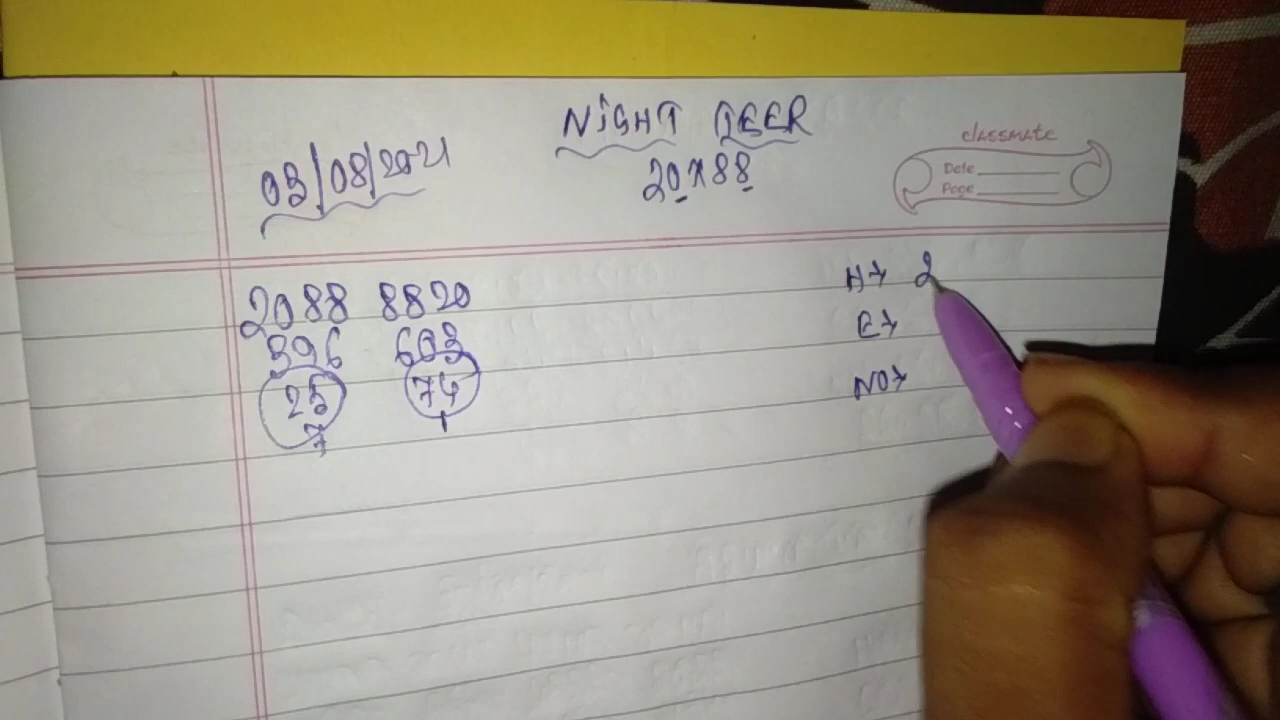 NIGHT TEER
classmate
03/08/2021
20×88
Date
Page
2088 8820
H→ 2
396 603
E→
25 74
NO→
7 1